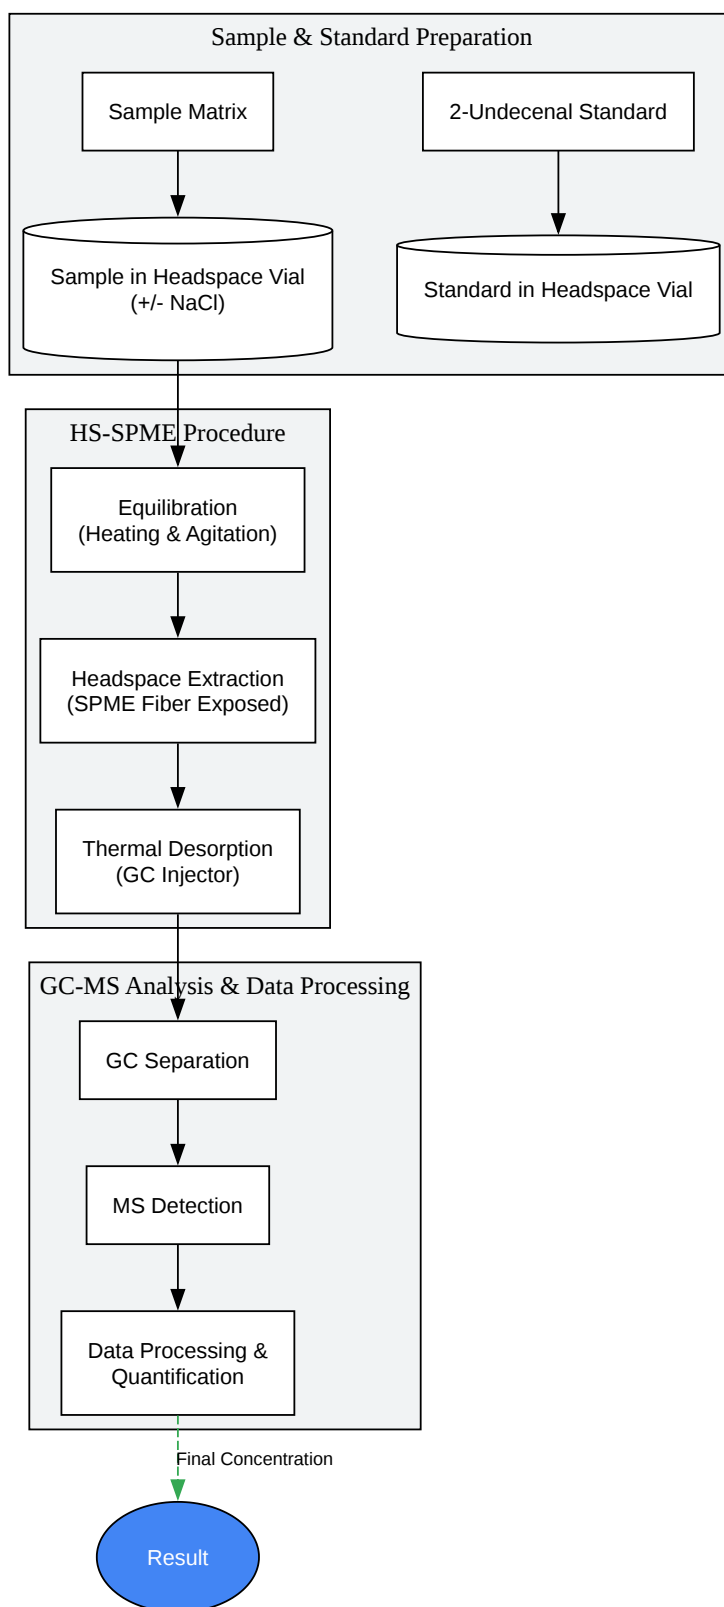 Sample & Standard Preparation
Sample Matrix
2-Undecenal Standard
Sample in Headspace Vial
(+/- NaCl)
Standard in Headspace Vial
HS-SPME Procedure
Equilibration
(Heating & Agitation)
Headspace Extraction
(SPME Fiber Exposed)
Thermal Desorption
(GC Injector)
GC-MS Analysis & Data Processing
GC Separation
MS Detection
Data Processing &
Quantification
Final Concentration
Result